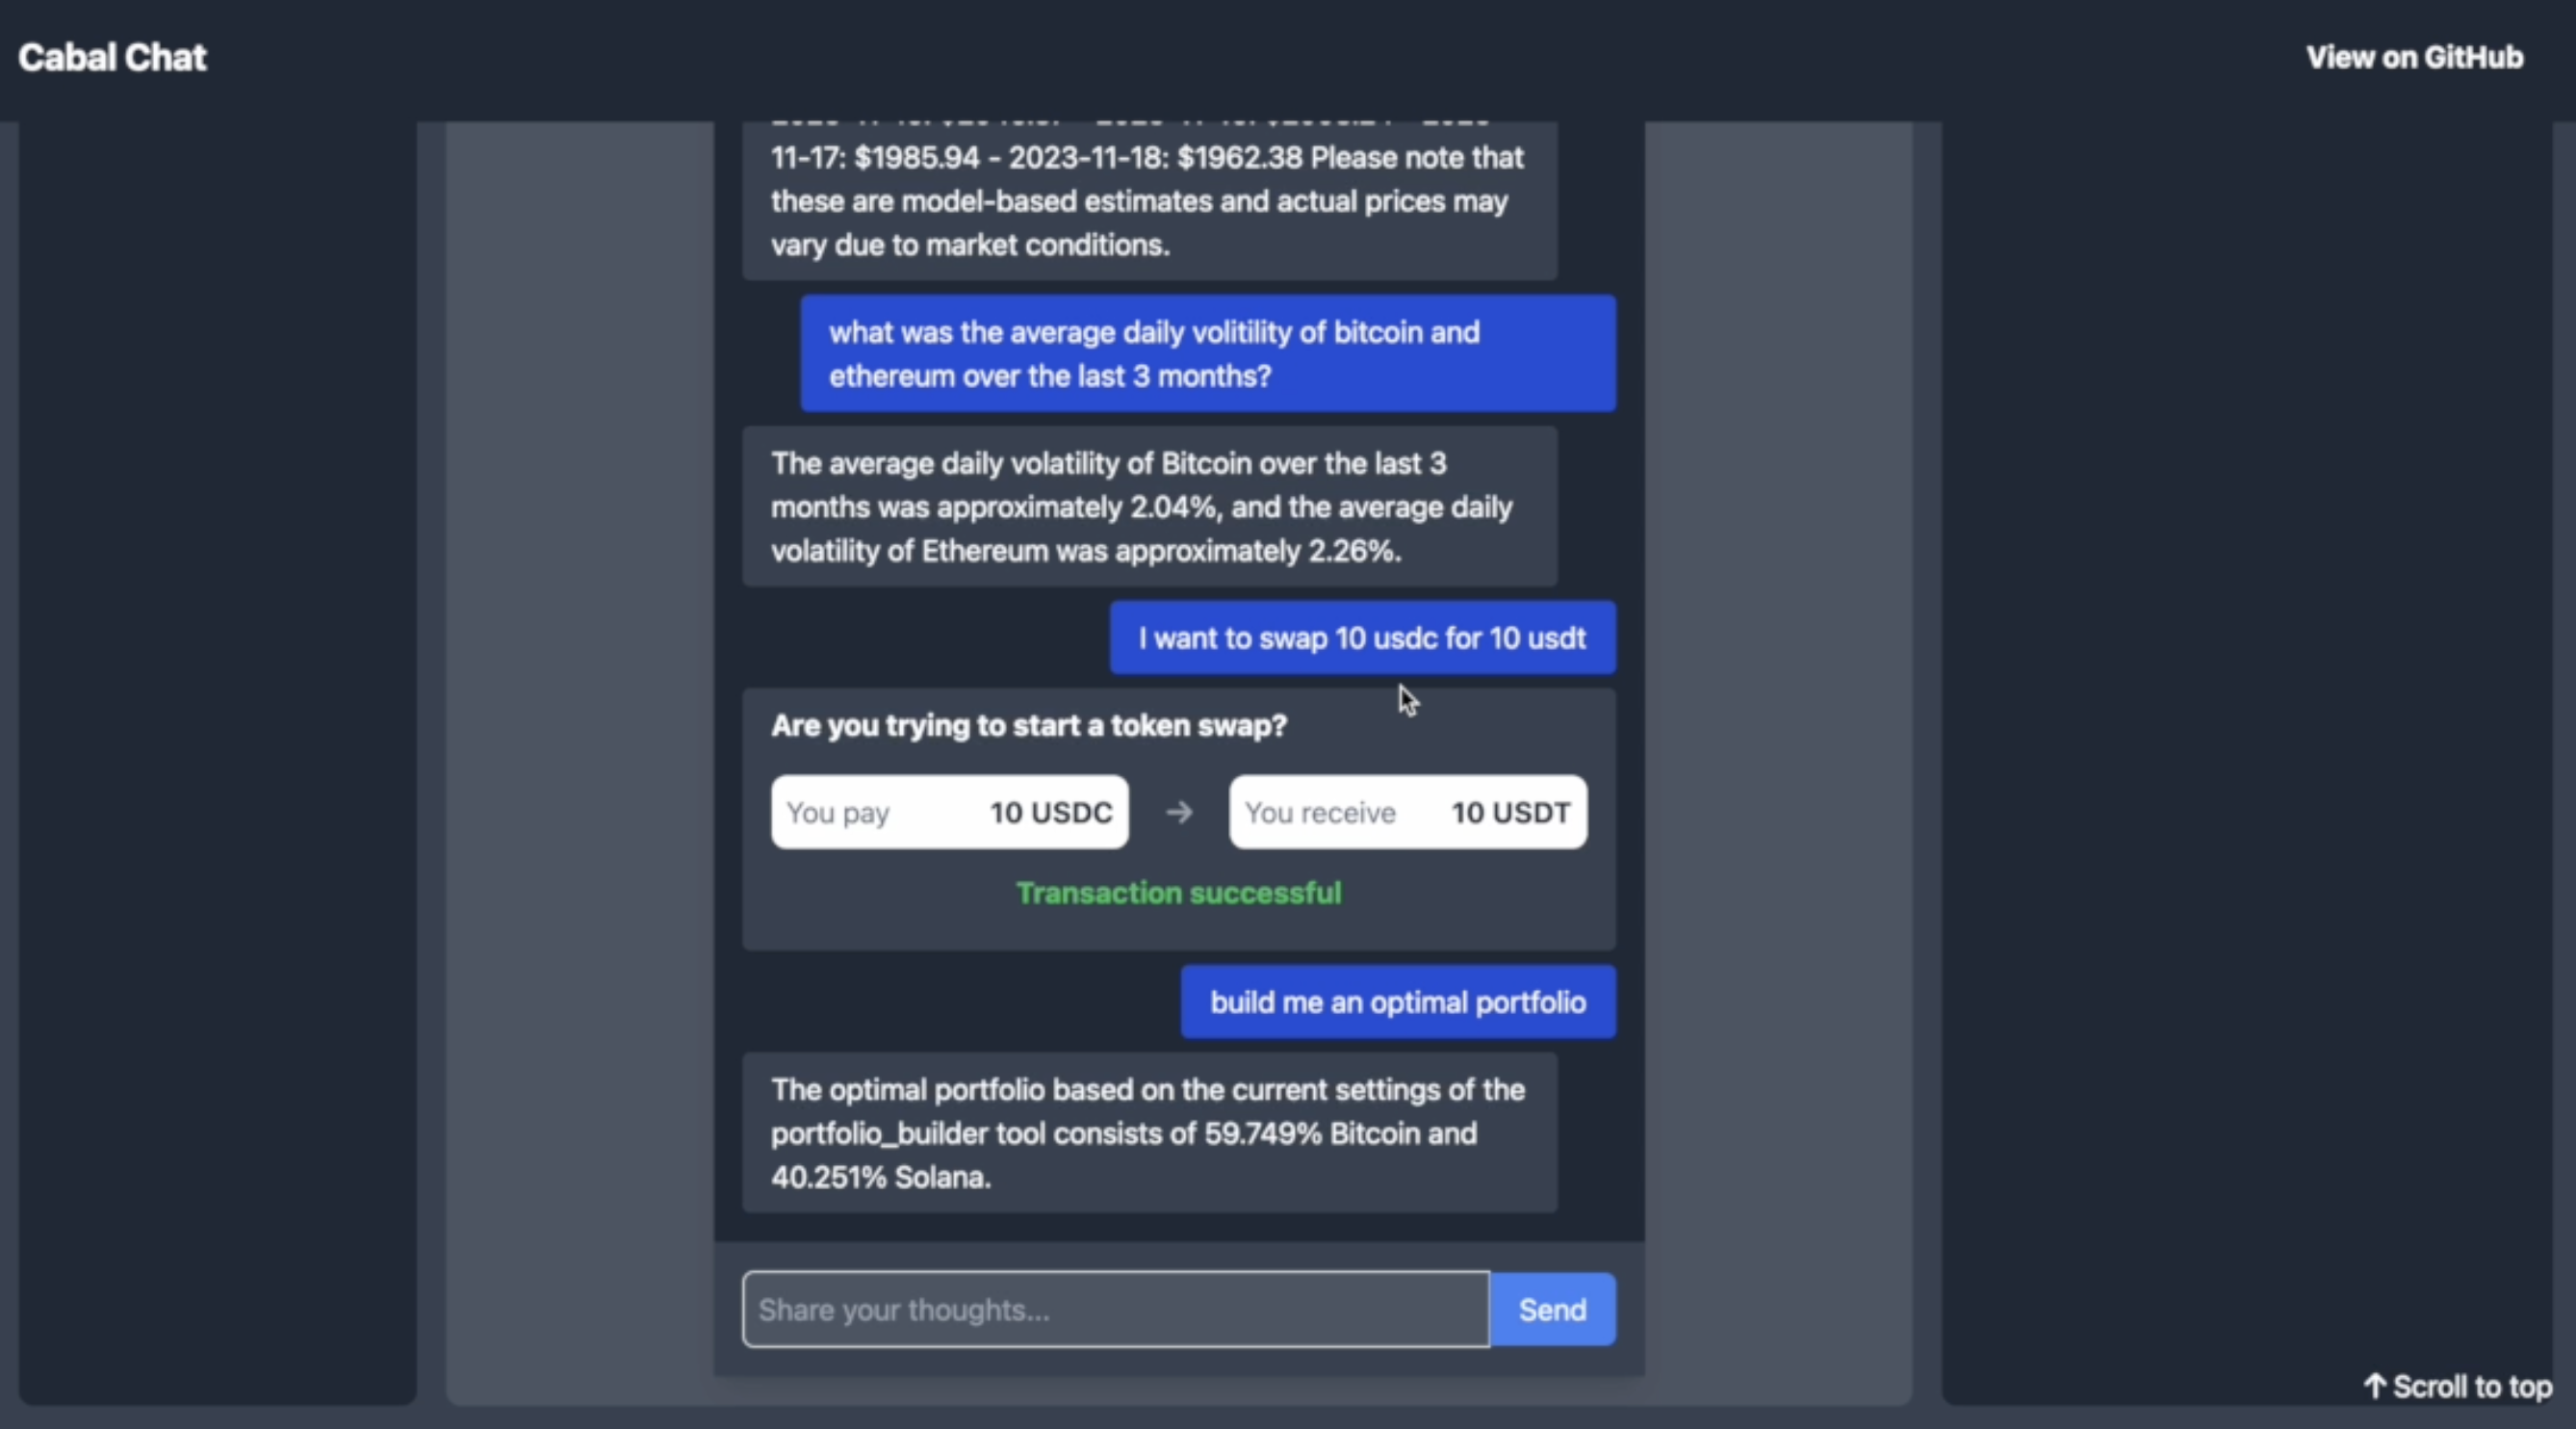 Cabal Chat
View on GitHub
11-17: $1985.94 - 2023-11-18: $1962.38 Please note that
these are model-based estimates and actual prices may
vary due to market conditions.
what was the average daily volitility of bitcoin and
ethereum over the last 3 months?
The average daily volatility of Bitcoin over the last 3
months was approximately 2.04%, and the average daily
volatility of Ethereum was approximately 2.26%.
I want to swap 10 usdc for 10 usdt
Are you trying to start a token swap?
You pay 10 USDC → You receive 10 USDT
Transaction successful
build me an optimal portfolio
The optimal portfolio based on the current settings of the
portfolio_builder tool consists of 59.749% Bitcoin and
40.251% Solana.
Share your thoughts...
Send
↑ Scroll to top